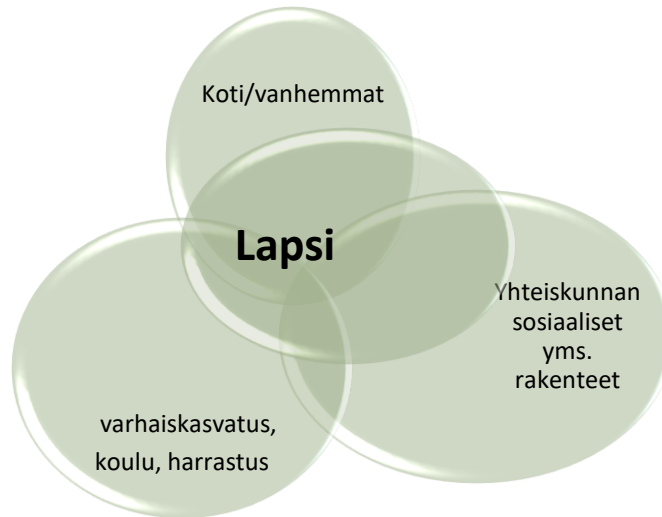 Koti/vanhemmat
Lapsi
Yhteiskunnan
sosiaaliset
yms.
rakenteet
varhaiskasvatus,
koulu, harrastus